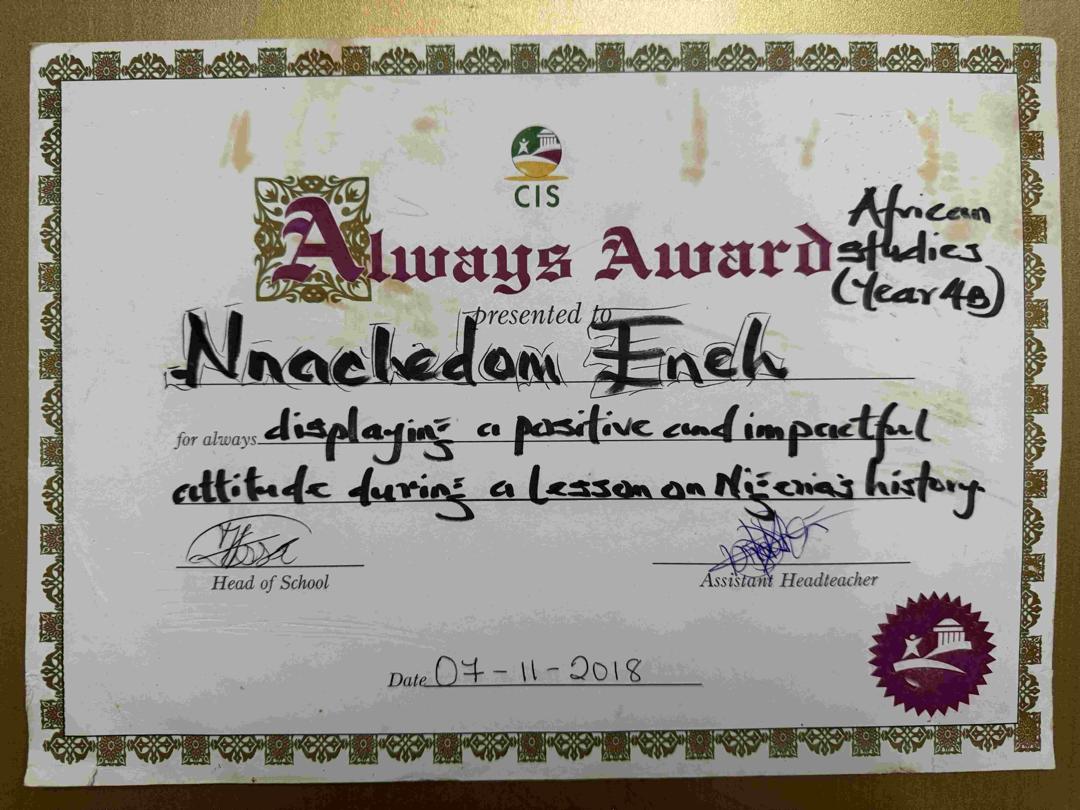 CIS
Always Award
African
studies
(Year 4B)
presented to
Nnachedom Eneh
for always displaying a positive and impactful
attitude during a lesson on Nigeria's history
Head of School
Assistant Headteacher
Date 07-11-2018